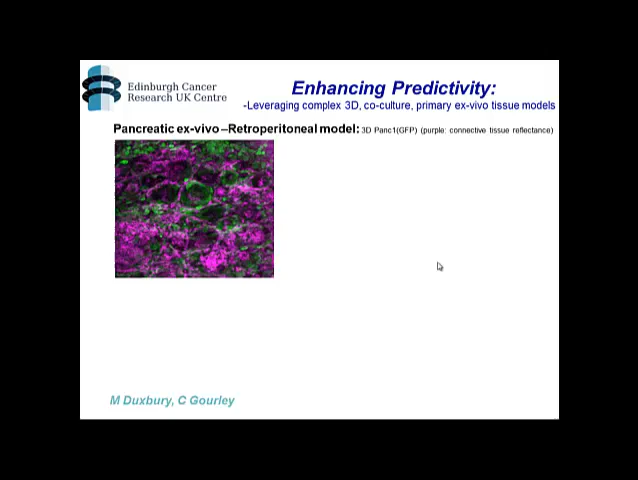 Edinburgh Cancer
Research UK Centre
Enhancing Predictivity:
-Leveraging complex 3D, co-culture, primary ex-vivo tissue models
Pancreatic ex-vivo –Retroperitoneal model: 3D Panc1(GFP) (purple: connective tissue reflectance)
M Duxbury, C Gourley